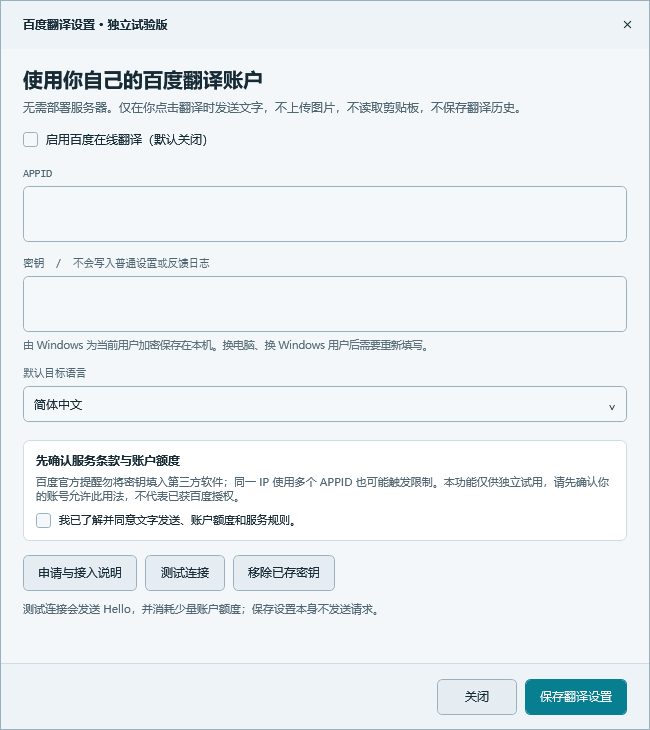 百度翻译设置 • 独立试验版
×
使用你自己的百度翻译账户
无需部署服务器。仅在你点击翻译时发送文字，不上传图片，不读取剪贴板，不保存翻译历史。
启用百度在线翻译（默认关闭）
APPID
密钥 / 不会写入普通设置或反馈日志
由 Windows 为当前用户加密保存在本机。换电脑、换 Windows 用户后需要重新填写。
默认目标语言
简体中文
先确认服务条款与账户额度
百度官方提醒勿将密钥填入第三方软件；同一 IP 使用多个 APPID 也可能触发限制。本功能仅供独立试用，请先确认你
的账号允许此用法，不代表已获百度授权。
我已了解并同意文字发送、账户额度和服务规则。
申请与接入说明 测试连接 移除已存密钥
测试连接会发送 Hello，并消耗少量账户额度；保存设置本身不发送请求。
关闭 保存翻译设置